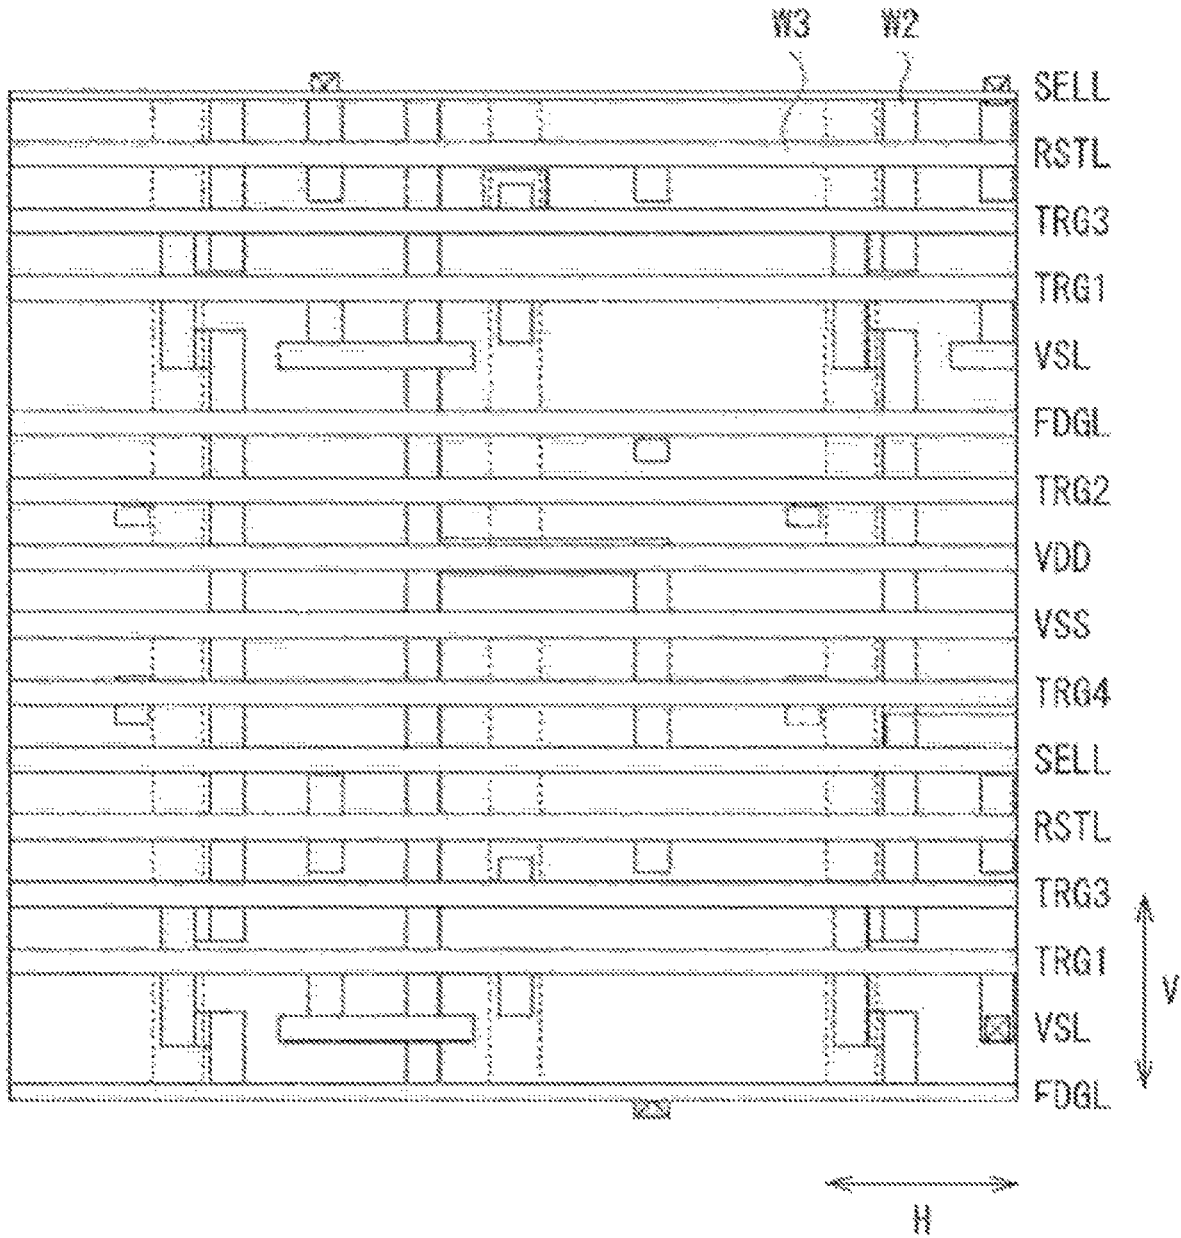 W3 W2
SELL
RSTL
TRG3
TRG1
VSL
FDGL
TRG2
VDD
VSS
TRG4
SELL
RSTL
TRG3
TRG1
V
VSL
FDGL
H